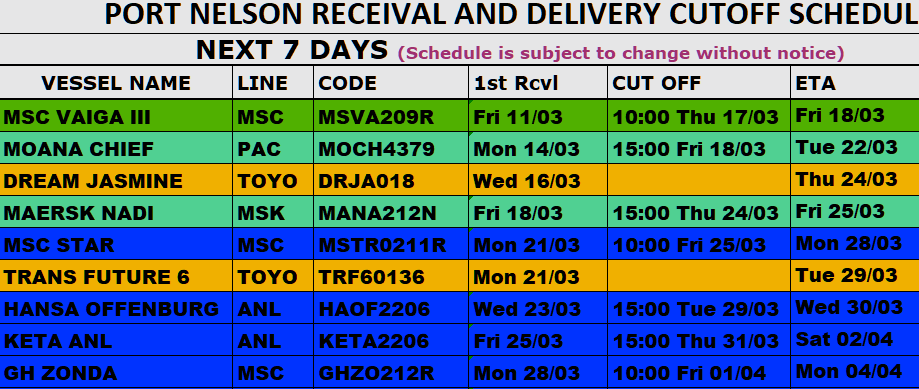 PORT NELSON RECEIVAL AND DELIVERY CUTOFF SCHEDUL
NEXT 7 DAYS (Schedule is subject to change without notice)
VESSEL NAME LINE CODE 1st Rcvl CUT OFF ETA
MSC VAIGA III MSC MSVA209R Fri 11/03 10:00 Thu 17/03 Fri 18/03
MOANA CHIEF PAC MOCH4379 Mon 14/03 15:00 Fri 18/03 Tue 22/03
DREAM JASMINE TOYO DRJA018 Wed 16/03 Thu 24/03
MAERSK NADI MSK MANA212N Fri 18/03 15:00 Thu 24/03 Fri 25/03
MSC STAR MSC MSTR0211R Mon 21/03 10:00 Fri 25/03 Mon 28/03
TRANS FUTURE 6 TOYO TRF60136 Mon 21/03 Tue 29/03
HANSA OFFENBURG ANL HAOF2206 Wed 23/03 15:00 Tue 29/03 Wed 30/03
KETA ANL ANL KETA2206 Fri 25/03 15:00 Thu 31/03 Sat 02/04
GH ZONDA MSC GHZO212R Mon 28/03 10:00 Fri 01/04 Mon 04/04